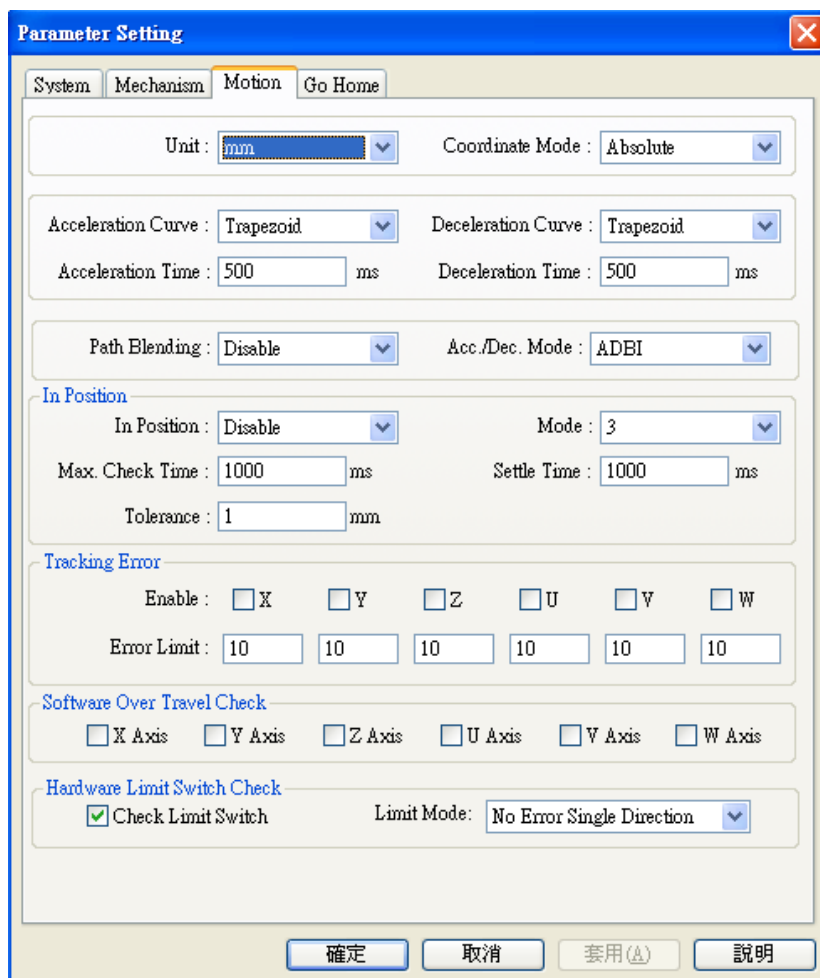 Parameter Setting
System Mechanism Motion Go Home
Unit : mm Coordinate Mode : Absolute
Acceleration Curve : Trapezoid Deceleration Curve : Trapezoid
Acceleration Time : 500 ms Deceleration Time : 500 ms
Path Blending : Disable Acc./Dec. Mode : ADBI
In Position
In Position : Disable Mode : 3
Max. Check Time : 1000 ms Settle Time : 1000 ms
Tolerance : 1 mm
Tracking Error
Enable : X Y Z U V W
Error Limit : 10 10 10 10 10 10
Software Over Travel Check
X Axis Y Axis Z Axis U Axis V Axis W Axis
Hardware Limit Switch Check
Check Limit Switch Limit Mode: No Error Single Direction
確定 取消 套用(A) 說明